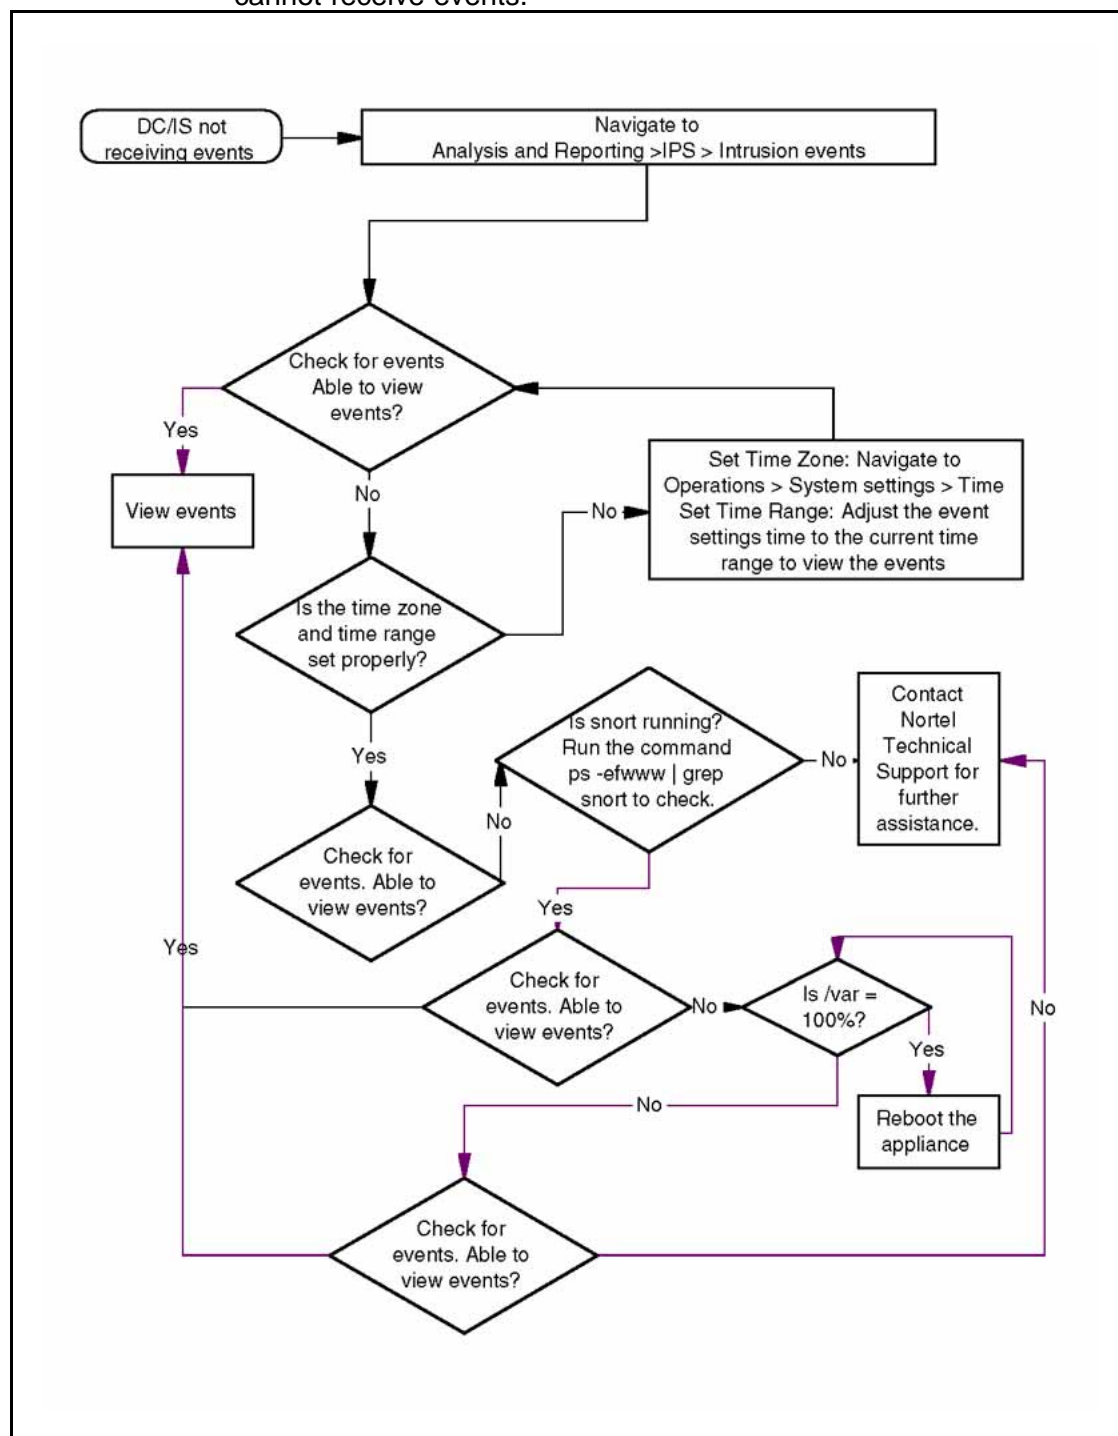 cannot receive events.
DC/IS not
receiving events
Navigate to
Analysis and Reporting >IPS > Intrusion events
Check for events
Able to view
events?
Yes
View events
No
Set Time Zone: Navigate to
Operations > System settings > Time
Set Time Range: Adjust the event
settings time to the current time
range to view the events
No
Is the time zone
and time range
set properly?
Yes
Is snort running?
Run the command
ps -efwww | grep
snort to check.
No
Contact
Nortel
Technical
Support for
further
assistance.
No
Check for
events. Able to
view events?
Yes
Yes
Check for
events. Able to
view events?
No
Is /var =
100%?
No
Yes
Reboot the
appliance
No
Check for
events. Able to
view events?